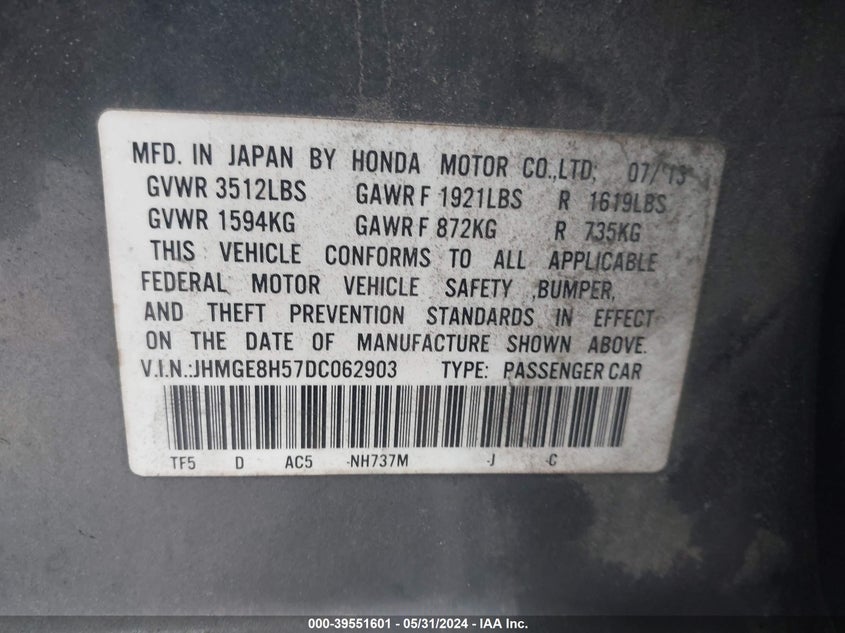 MFD. IN JAPAN BY HONDA MOTOR CO.,LTD; 07/'13
GVWR 3512LBS GAWR F 1921LBS R 1619LBS
GVWR 1594KG GAWR F 872KG R 735KG
THIS VEHICLE CONFORMS TO ALL APPLICABLE
FEDERAL MOTOR VEHICLE SAFETY ,BUMPER,
AND THEFT PREVENTION STANDARDS IN EFFECT
ON THE DATE OF MANUFACTURE SHOWN ABOVE.
V.I.N.:JHMGE8H57DC062903 TYPE: PASSENGER CAR
TF5 D AC5 -NH737M -J -C
000-39551601 - 05/31/2024 - IAA Inc.